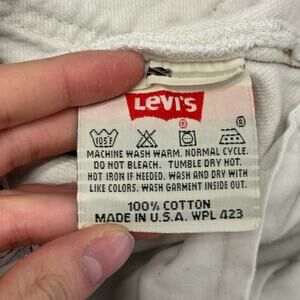 LEVI'S
®
105F
MACHINE WASH WARM. NORMAL CYCLE.
DO NOT BLEACH. TUMBLE DRY HOT.
HOT IRON IF NEEDED. WASH AND DRY WITH
LIKE COLORS. WASH GARMENT INSIDE OUT.
100% COTTON
MADE IN U.S.A. WPL 423